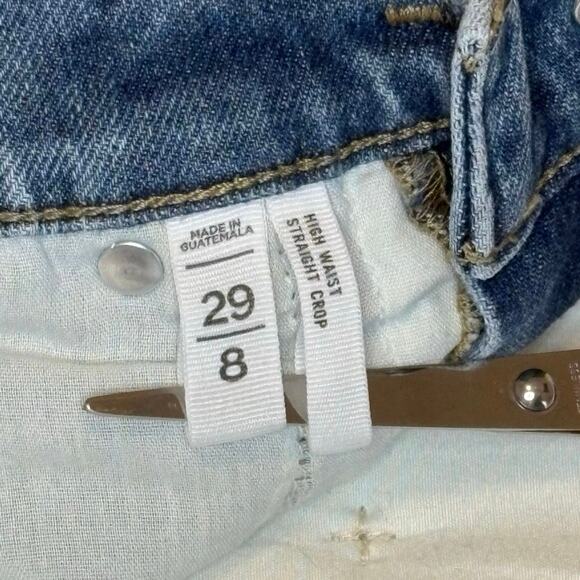 MADE IN
GUATEMALA
29
8
HIGH WAIST
STRAIGHT CROP